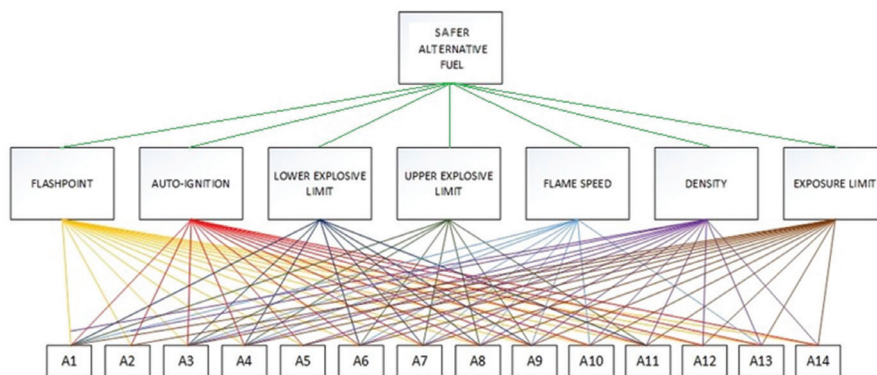 SAFER
ALTERNATIVE
FUEL
FLASHPOINT
AUTO-IGNITION
LOWER EXPLOSIVE
LIMIT
UPPER EXPLOSIVE
LIMIT
FLAME SPEED
DENSITY
EXPOSURE LIMIT
A1 A2 A3 A4 A5 A6 A7 A8 A9 A10 A11 A12 A13 A14